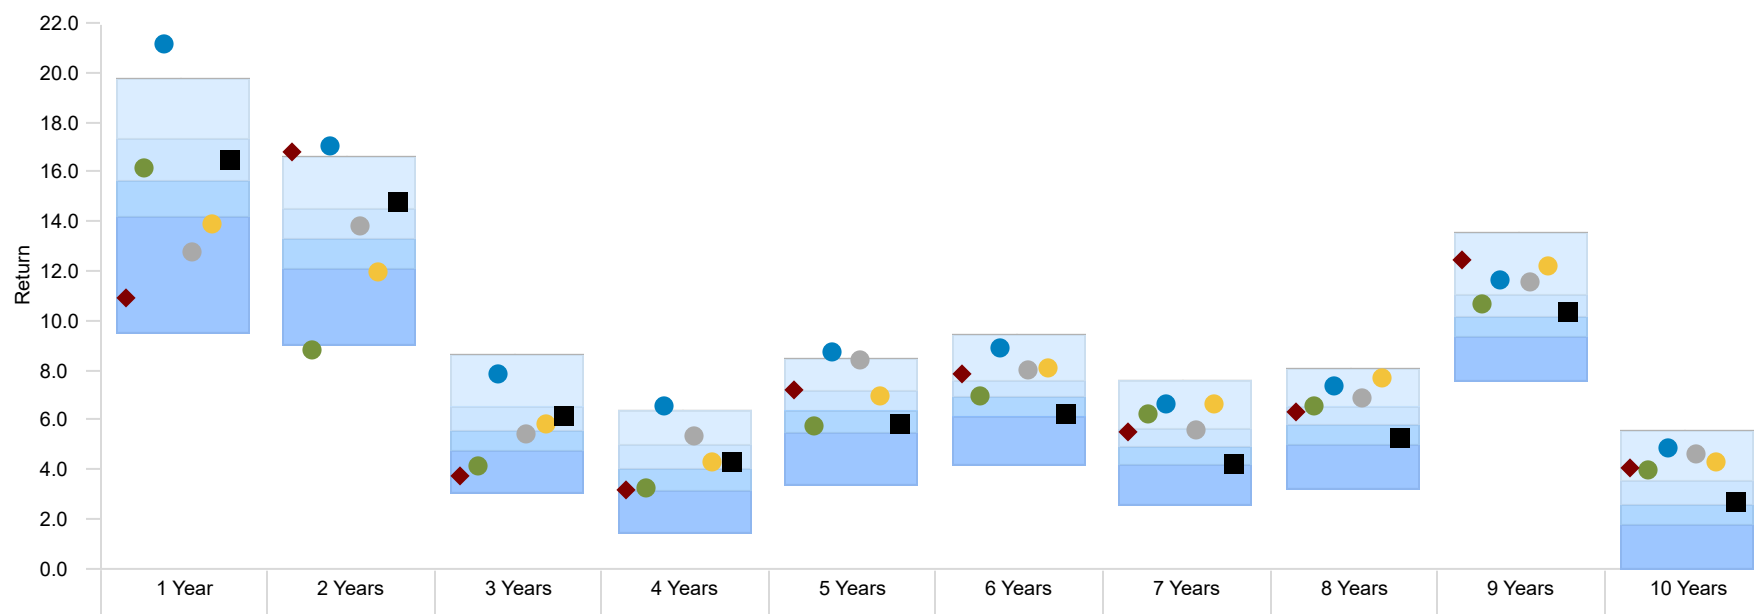 22.0
20.0
18.0
16.0
14.0
12.0
10.0
8.0
6.0
4.0
2.0
0.0
Return
1 Year
2 Years
3 Years
4 Years
5 Years
6 Years
7 Years
8 Years
9 Years
10 Years